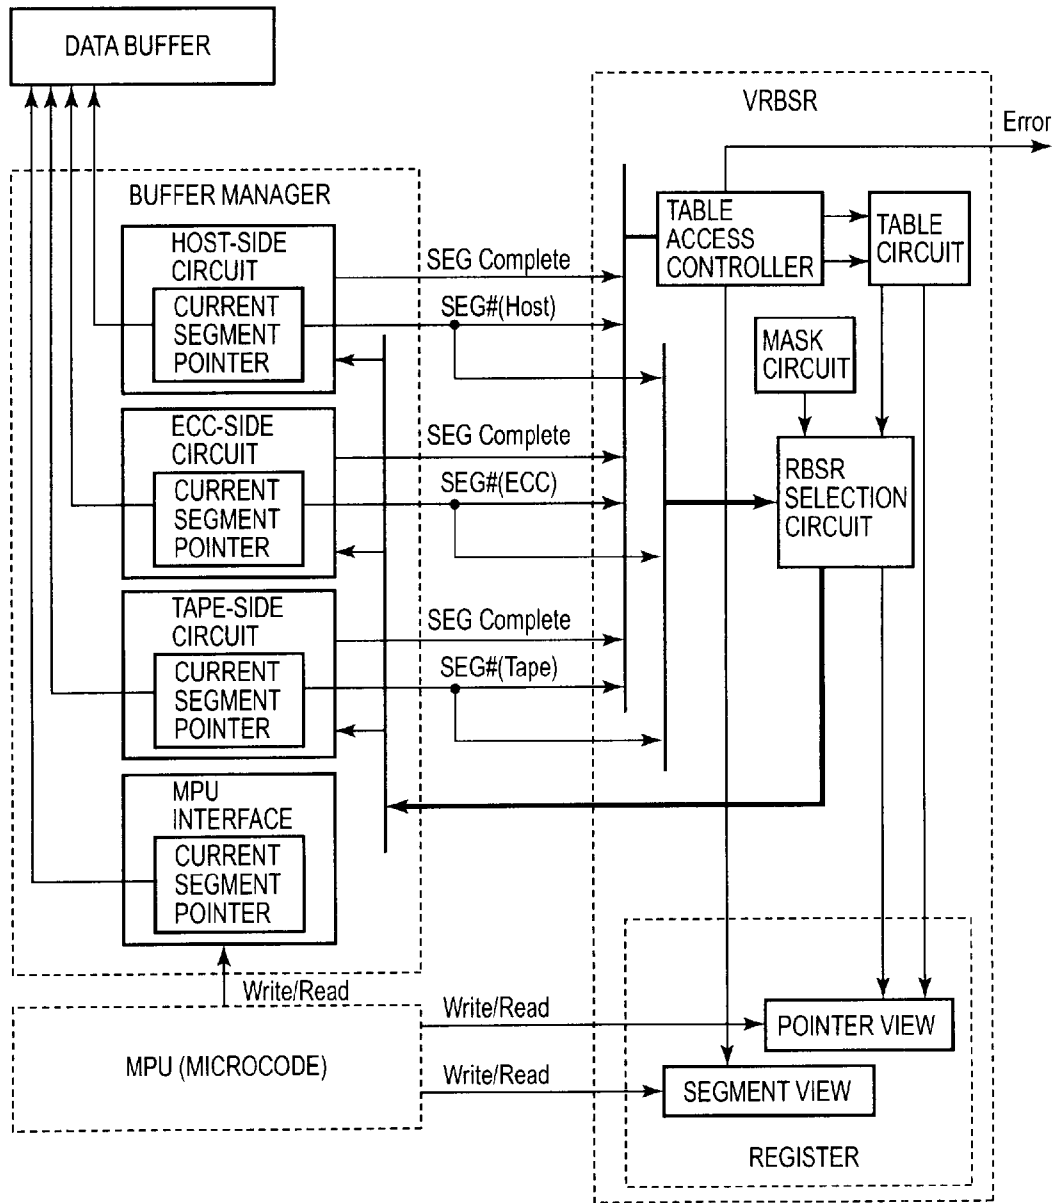 DATA BUFFER
VRBSR
Error
BUFFER MANAGER
HOST-SIDE
CIRCUIT
CURRENT
SEGMENT
POINTER
SEG Complete
SEG#(Host)
TABLE
ACCESS
CONTROLLER
TABLE
CIRCUIT
MASK
CIRCUIT
ECC-SIDE
CIRCUIT
CURRENT
SEGMENT
POINTER
SEG Complete
SEG#(ECC)
RBSR
SELECTION
CIRCUIT
TAPE-SIDE
CIRCUIT
CURRENT
SEGMENT
POINTER
SEG Complete
SEG#(Tape)
MPU
INTERFACE
CURRENT
SEGMENT
POINTER
Write/Read
MPU (MICROCODE)
Write/Read
Write/Read
POINTER VIEW
SEGMENT VIEW
REGISTER